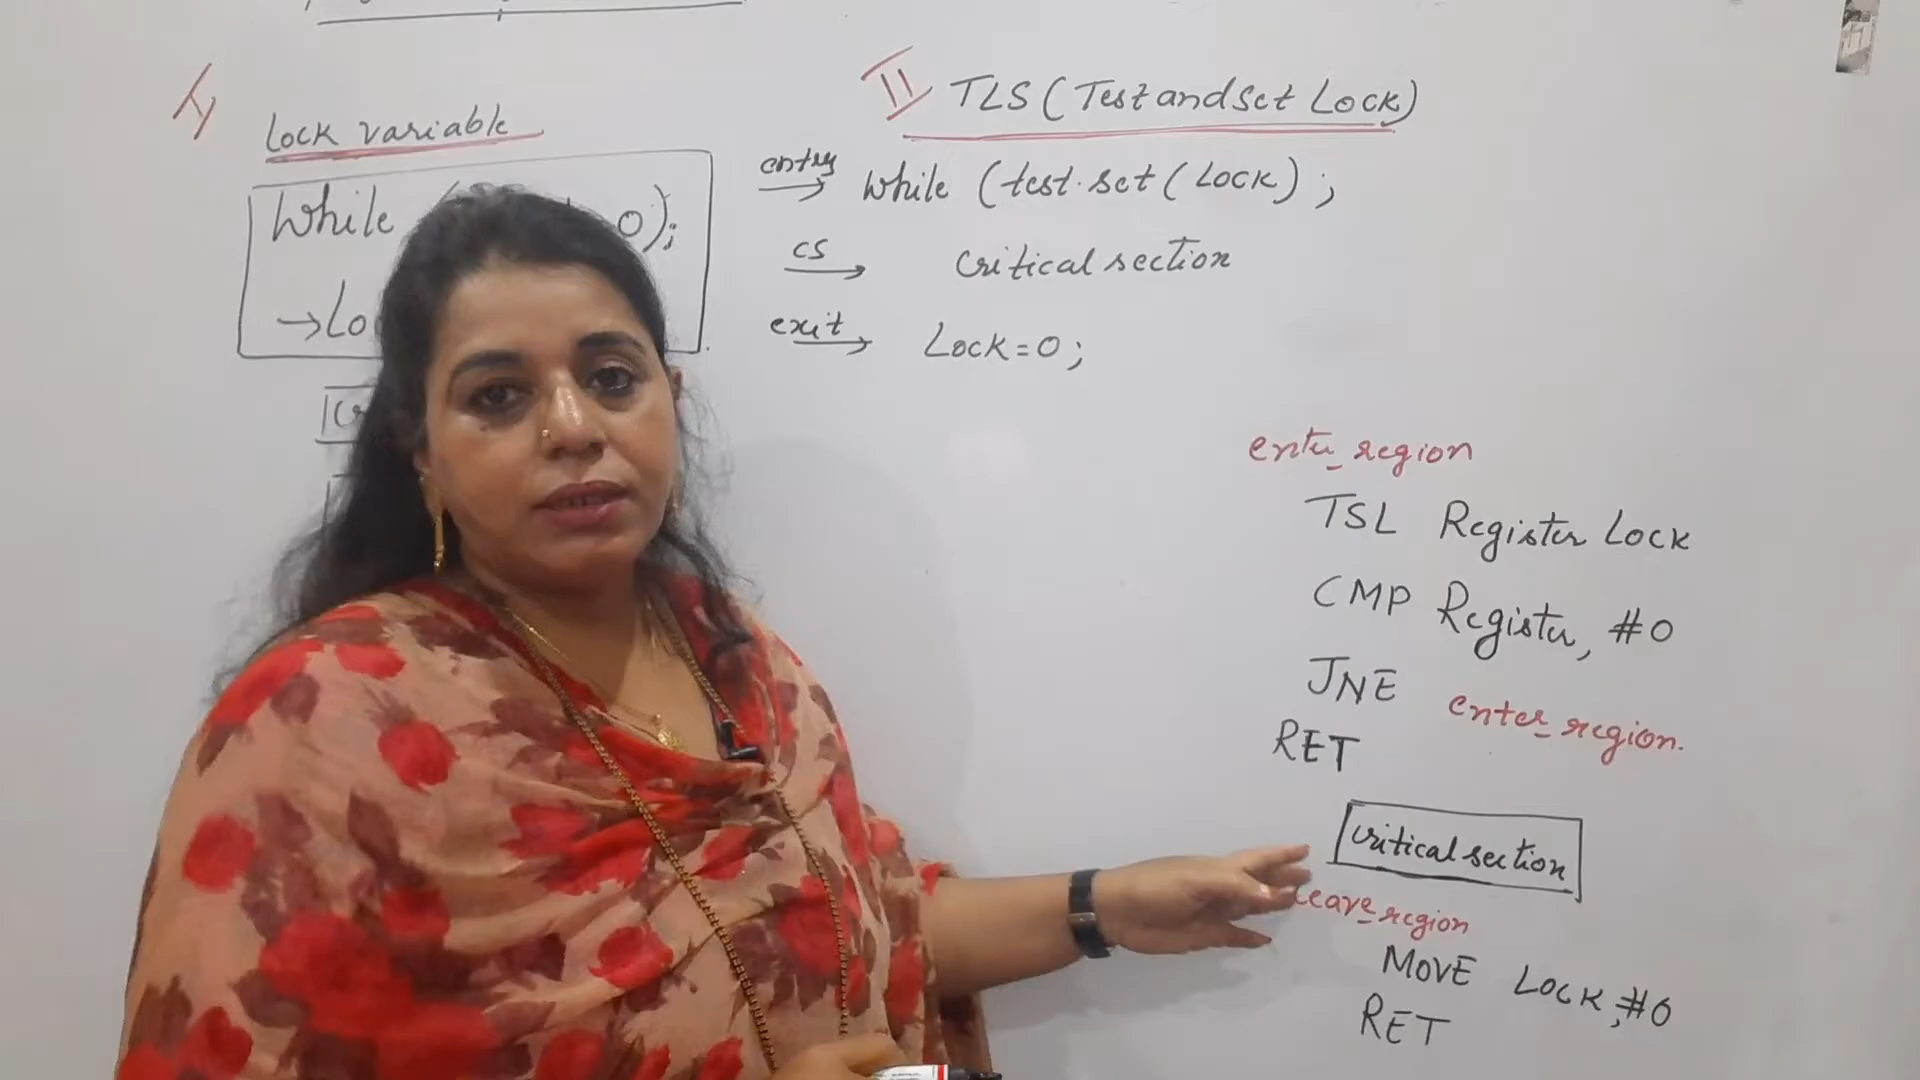 I
Lock variable
While 0);
→Lo
II TLS (Test and Set Lock)
entry while (test.set (Lock) ;
cs critical section
exit Lock=0 ;
enter_region
TSL Register Lock
CMP Register, #0
JNE enter_region.
RET
critical section
leave_region
MOVE LOCK, #0
RET